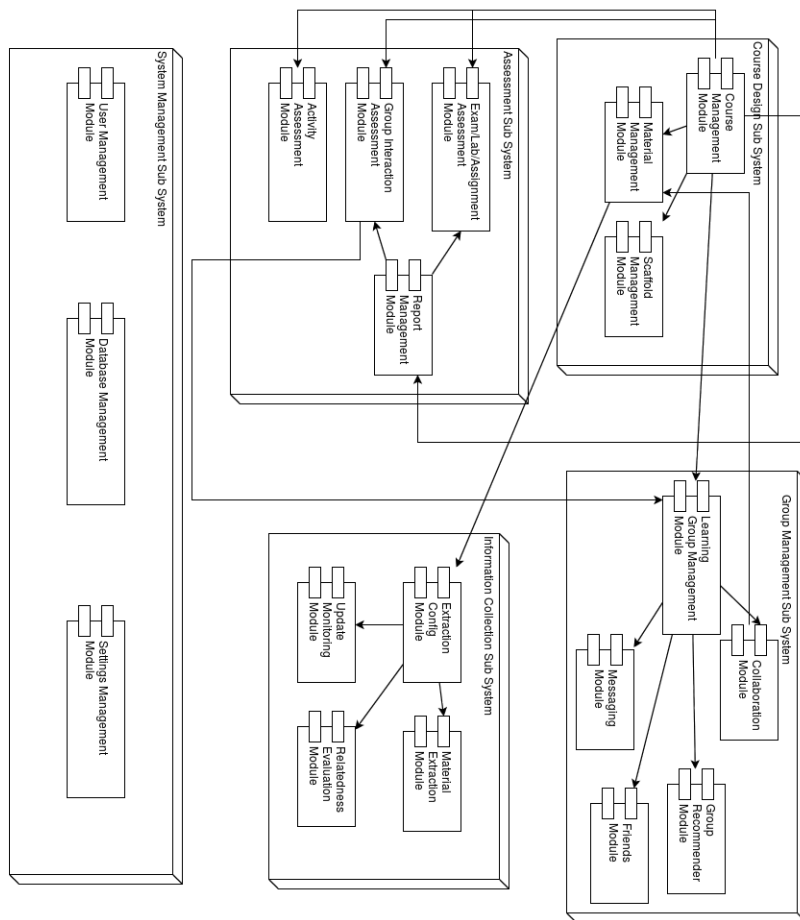 Course Design Sub System
Course
Management
Module
Material
Management
Module
Scaffold
Management
Module
Group Management Sub System
Learning
Group Management
Module
Collaboration
Module
Messaging
Module
Group
Recommender
Module
Friends
Module
Assessment Sub System
Exam/Lab/Assignment
Assessment
Group Interaction
Assessment
Module
Activity
Assessment
Module
Report
Management
Module
Information Collection Sub System
Extraction
Config
Module
Update
Monitoring
Module
Material
Extraction
Module
Relatedness
Evaluation
Module
System Management Sub System
User Management
Module
Database Management
Module
Settings Management
Module